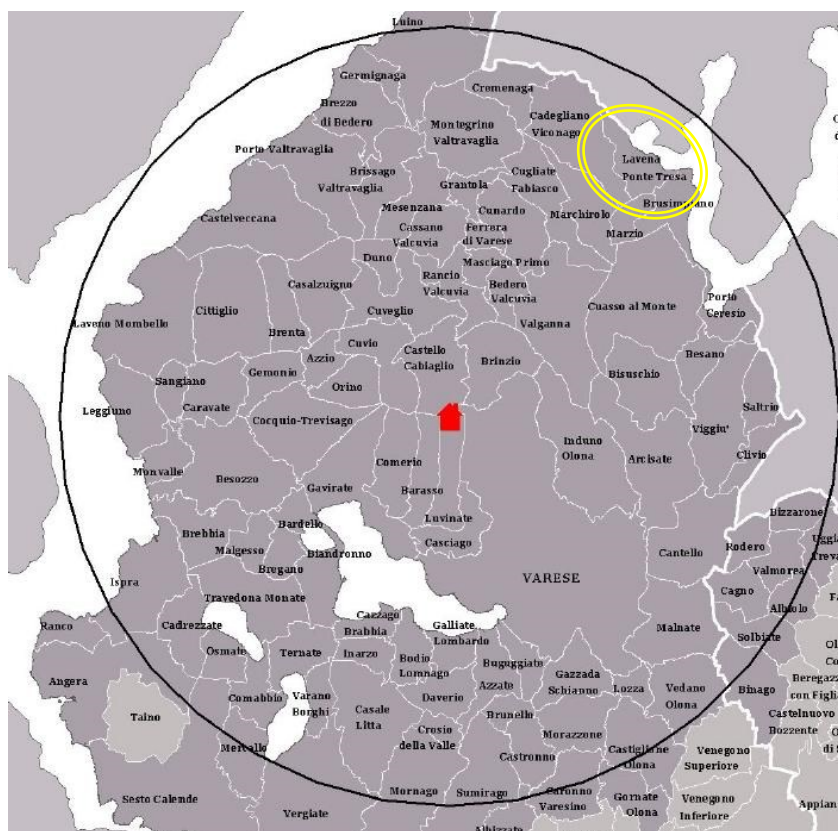 Luino
Germignaga
Cremenaga
Brezzo
di Bedero
Cadegliano
Viconago
Montegrino
Valtravaglia
Porto Valtravaglia
Lavena
Ponte Tresa
Brissago
Valtravaglia
Cugliate
Fabiasco
Grantola
Mesenzana
Cunardo
Marchirolo
Castelveccana
Cassano
Valcuvia
Ferrera
di Varese
Marzio
Duno
Masciago Primo
Rancio
Valcuvia
Casalzuigno
Bedero
Valcuvia
Cuasso al Monte
Porto
Ceresio
Cittiglio
Cuveglio
Laveno Mombello
Brenta
Valganna
Cuvio
Castello
Cabiaglio
Azzio
Brinzio
Besano
Gemonio
Bisuschio
Sangiano
Orino
Leggiuno
Caravate
Cocquio-Trevisago
Saltrio
Viggiu'
Induno
Olona
Arcisate
Clivio
Monvalle
Comerio
Besozzo
Gavirate
Barasso
Luvinate
Bizzarone
Bardello
Brebbia
Casciago
Malgesso
Biandronno
Cantello
Rodero
Bregano
Valmorea
Ispra
VARESE
Travedona Monate
Cagno
Albiolo
Cazzago
Brabbia
Ranco
Cadrezzate
Galliate
Lombardo
Malnate
Solbiate
Osmate
Ternate
Inarzo
Bodio
Lomnago
Buguggiate
Gazzada
Schianno
Angera
Azzate
Lozza
Vedano
Olona
Binago
Comabbio
Varano
Borghi
Daverio
Taino
Casale
Litta
Brunello
Castelnuovo
Bozzente
Crosio
della Valle
Morazzone
Mercallo
Castronno
Castiglione
Olona
Venegono
Superiore
Sesto Calende
Mornago
Sumirago
Caronno
Varesino
Gornate
Olona
Venegono
Inferiore
Vergiate